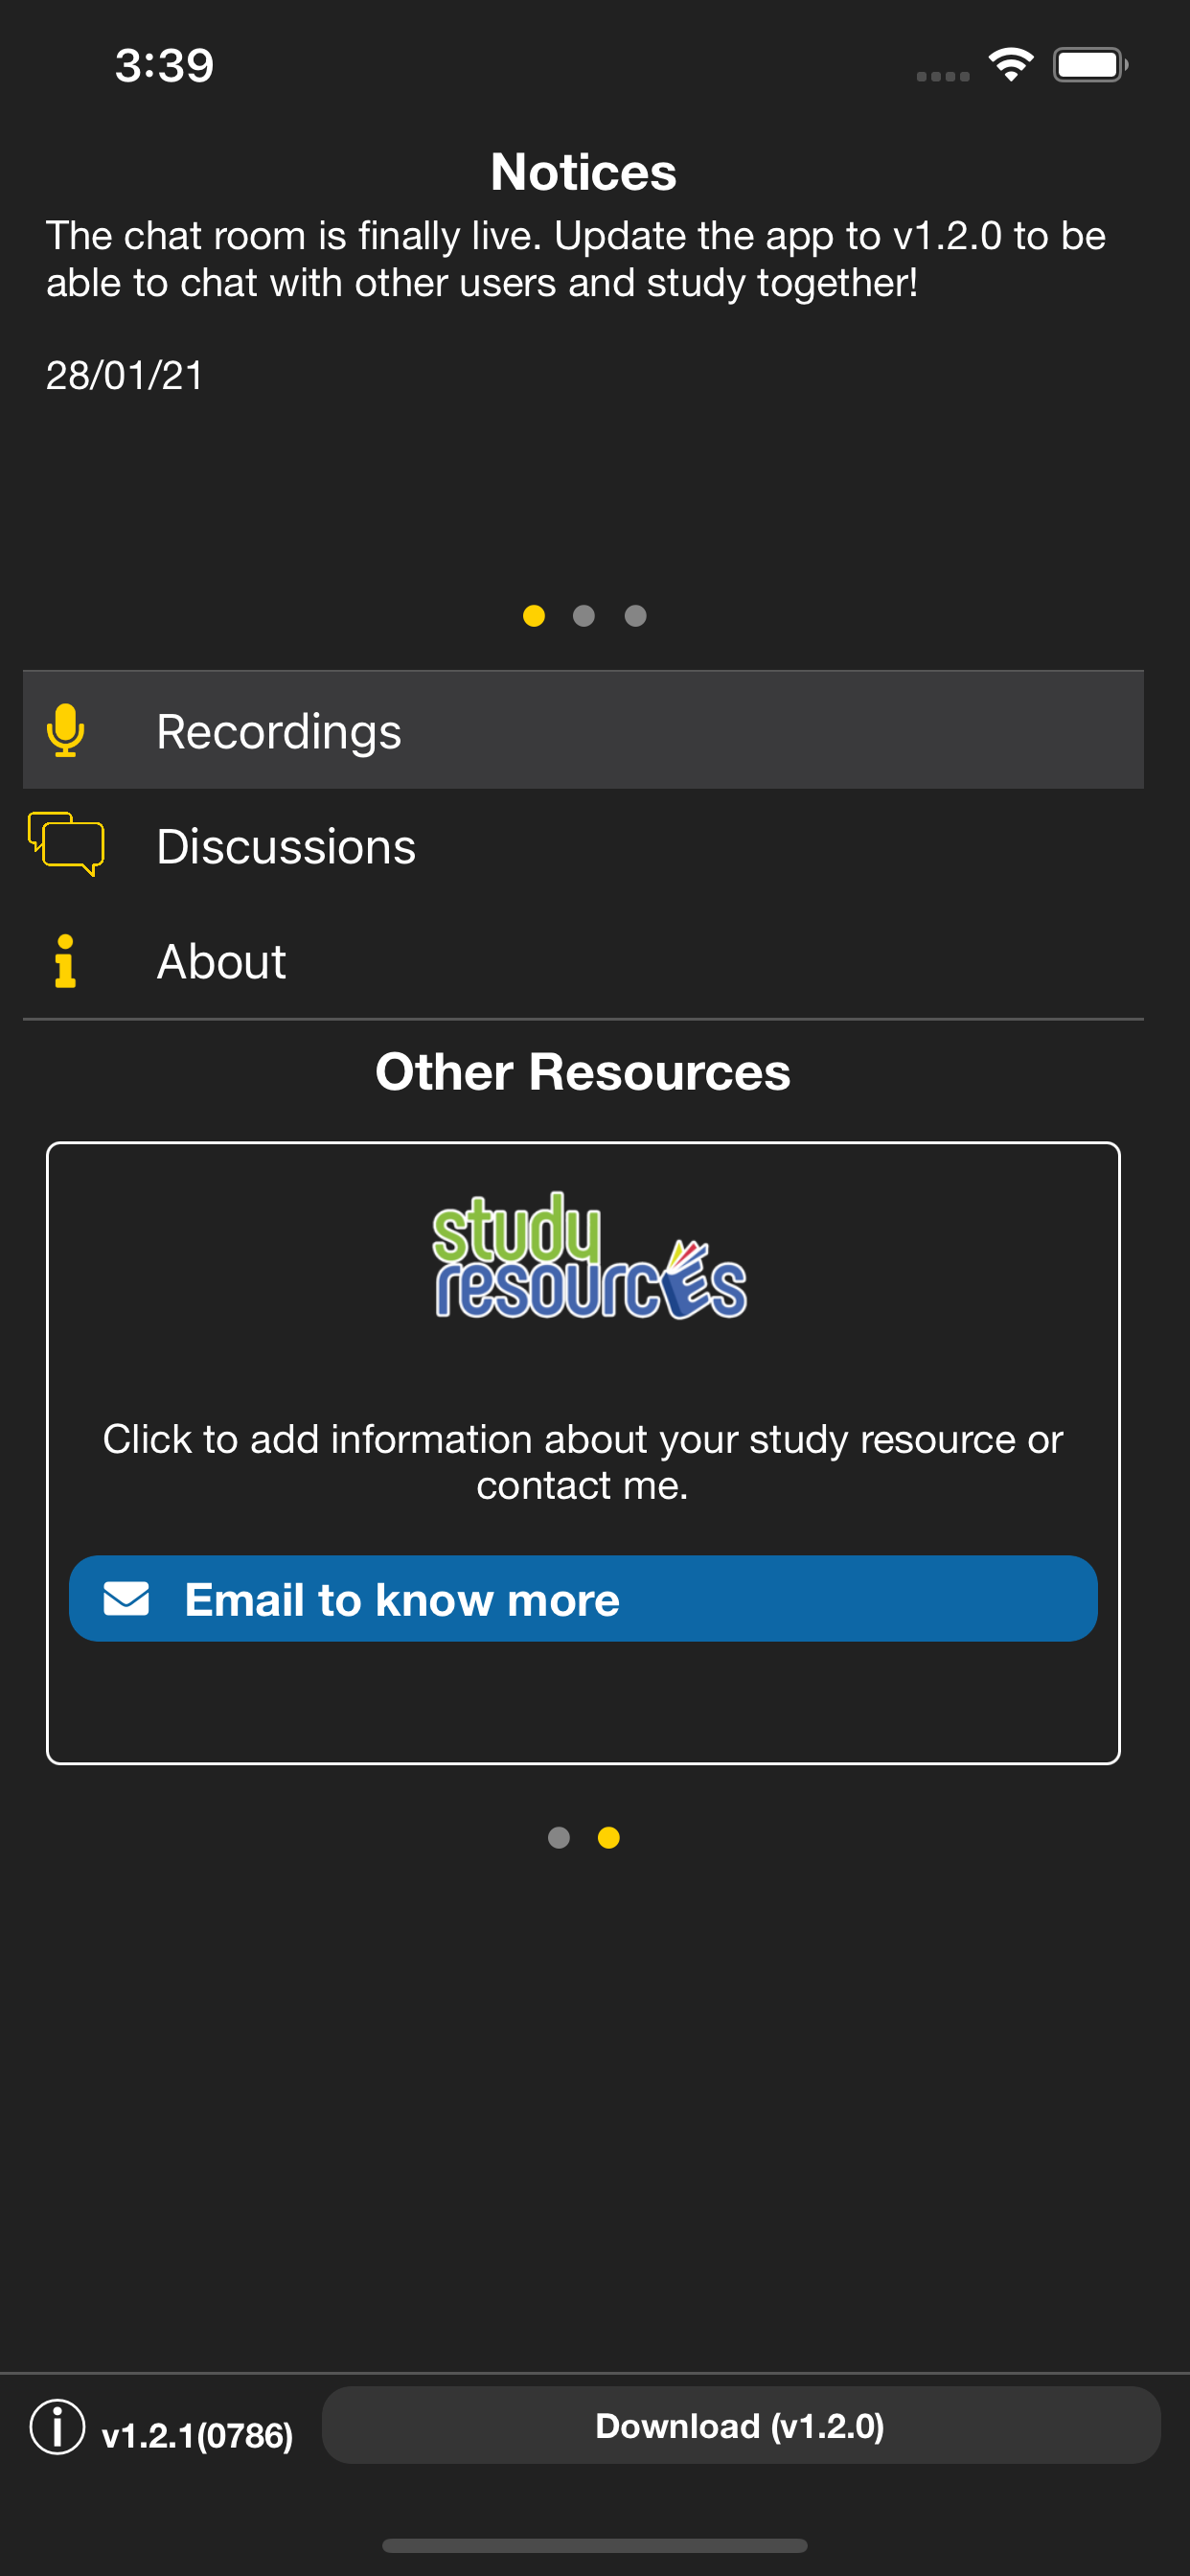 3:39
Notices
The chat room is finally live. Update the app to v1.2.0 to be
able to chat with other users and study together!
28/01/21
Recordings
Discussions
About
Other Resources
study
resources
Click to add information about your study resource or
contact me.
Email to know more
v1.2.1(0786)
Download (v1.2.0)